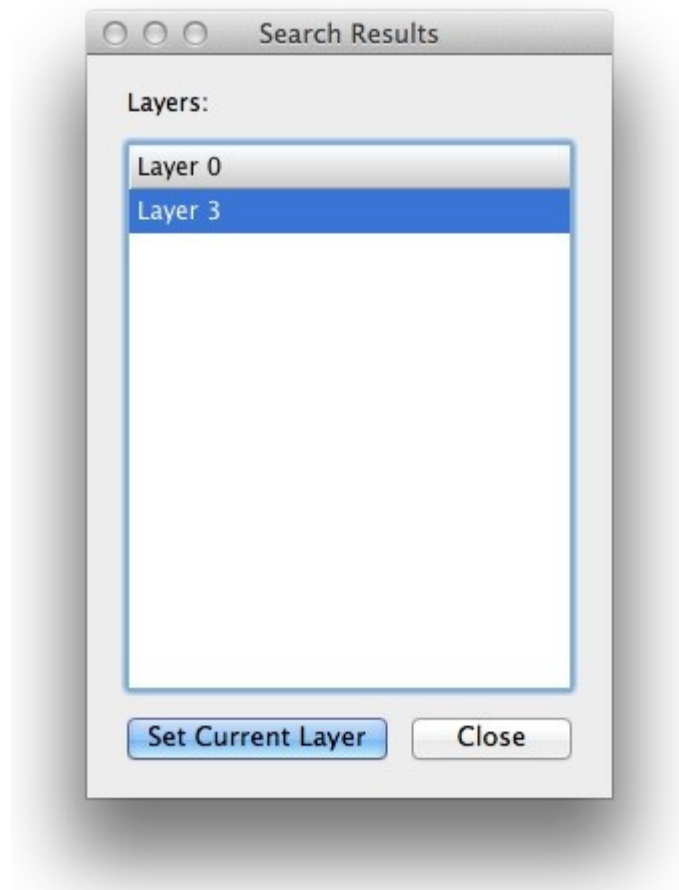 Search Results
Layers:
Layer 0
Layer 3
Set Current Layer Close